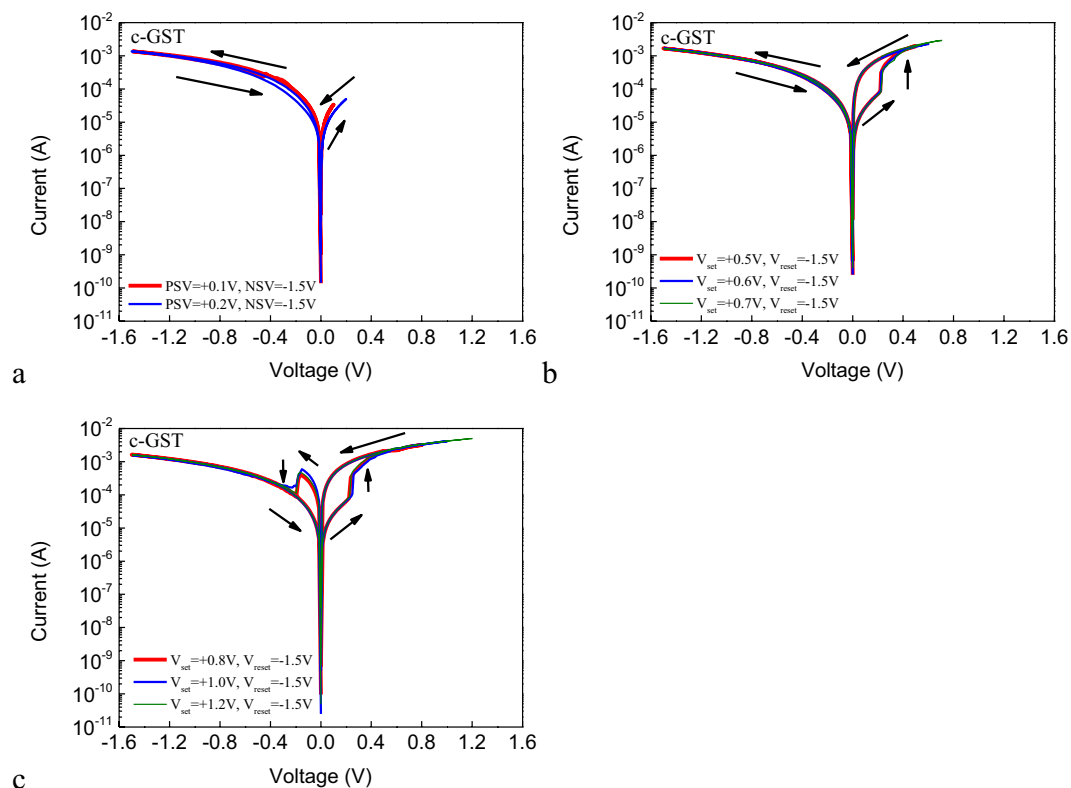 c-GST
10⁻²
10⁻³
10⁻⁴
10⁻⁵
10⁻⁶
10⁻⁷
10⁻⁸
10⁻⁹
10⁻¹⁰
10⁻¹¹
Current (A)
PSV=+0.1V, NSV=-1.5V
PSV=+0.2V, NSV=-1.5V
-1.6 -1.2 -0.8 -0.4 0.0 0.4 0.8 1.2 1.6
Voltage (V)
a
c-GST
10⁻²
10⁻³
10⁻⁴
10⁻⁵
10⁻⁶
10⁻⁷
10⁻⁸
10⁻⁹
10⁻¹⁰
10⁻¹¹
Current (A)
Vset=+0.5V, Vreset=-1.5V
Vset=+0.6V, Vreset=-1.5V
Vset=+0.7V, Vreset=-1.5V
-1.6 -1.2 -0.8 -0.4 0.0 0.4 0.8 1.2 1.6
Voltage (V)
b
c-GST
10⁻²
10⁻³
10⁻⁴
10⁻⁵
10⁻⁶
10⁻⁷
10⁻⁸
10⁻⁹
10⁻¹⁰
10⁻¹¹
Current (A)
Vset=+0.8V, Vreset=-1.5V
Vset=+1.0V, Vreset=-1.5V
Vset=+1.2V, Vreset=-1.5V
-1.6 -1.2 -0.8 -0.4 0.0 0.4 0.8 1.2 1.6
Voltage (V)
c